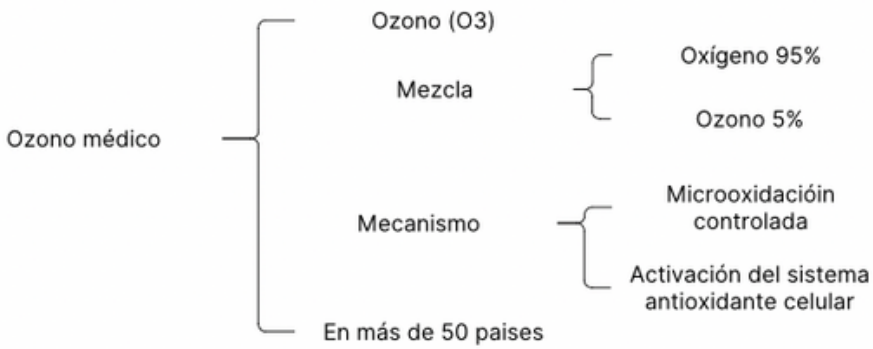 Ozono médico
Ozono (O3)
Mezcla
Oxígeno 95%
Ozono 5%
Mecanismo
Microoxidacióin
controlada
Activación del sistema
antioxidante celular
En más de 50 paises